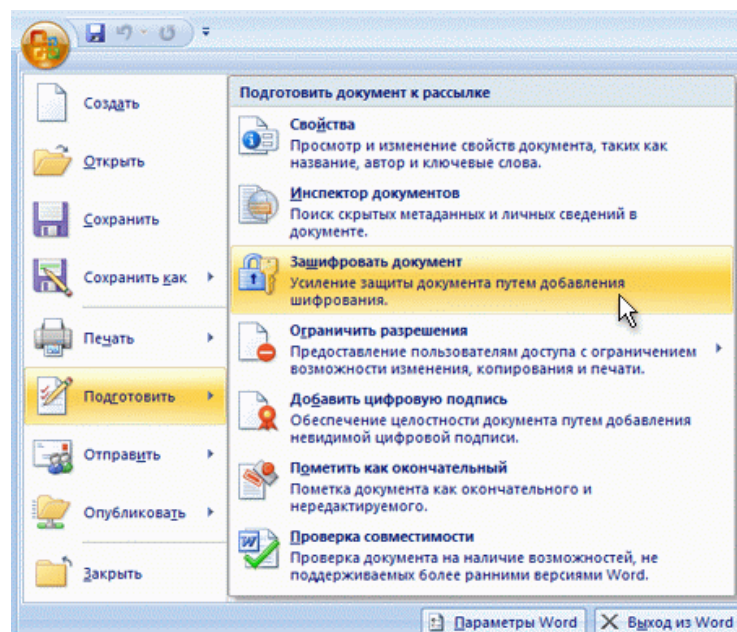 Создать
Открыть
Сохранить
Сохранить как
Печать
Подготовить
Отправить
Опубликовать
Закрыть
Подготовить документ к рассылке
Свойства
Просмотр и изменение свойств документа, таких как
название, автор и ключевые слова.
Инспектор документов
Поиск скрытых метаданных и личных сведений в
документе.
Зашифровать документ
Усиление защиты документа путем добавления
шифрования.
Ограничить разрешения
Предоставление пользователям доступа с ограничением
возможности изменения, копирования и печати.
Добавить цифровую подпись
Обеспечение целостности документа путем добавления
невидимой цифровой подписи.
Пометить как окончательный
Пометка документа как окончательного и
нередактируемого.
Проверка совместимости
Проверка документа на наличие возможностей, не
поддерживаемых более ранними версиями Word.
Параметры Word
Выход из Word